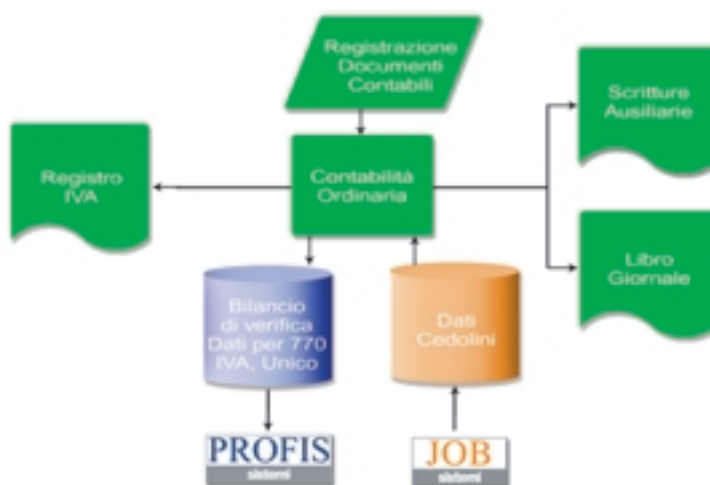 Registrazione
Documenti
Contabili
Scritture
Ausiliarie
Registro
IVA
Contabilità
Ordinaria
Libro
Giornale
Bilancio
di verifica
Dati per 770
IVA, Unico
Dati
Cedolini
PROFIS
sistemi
JOB
sistemi